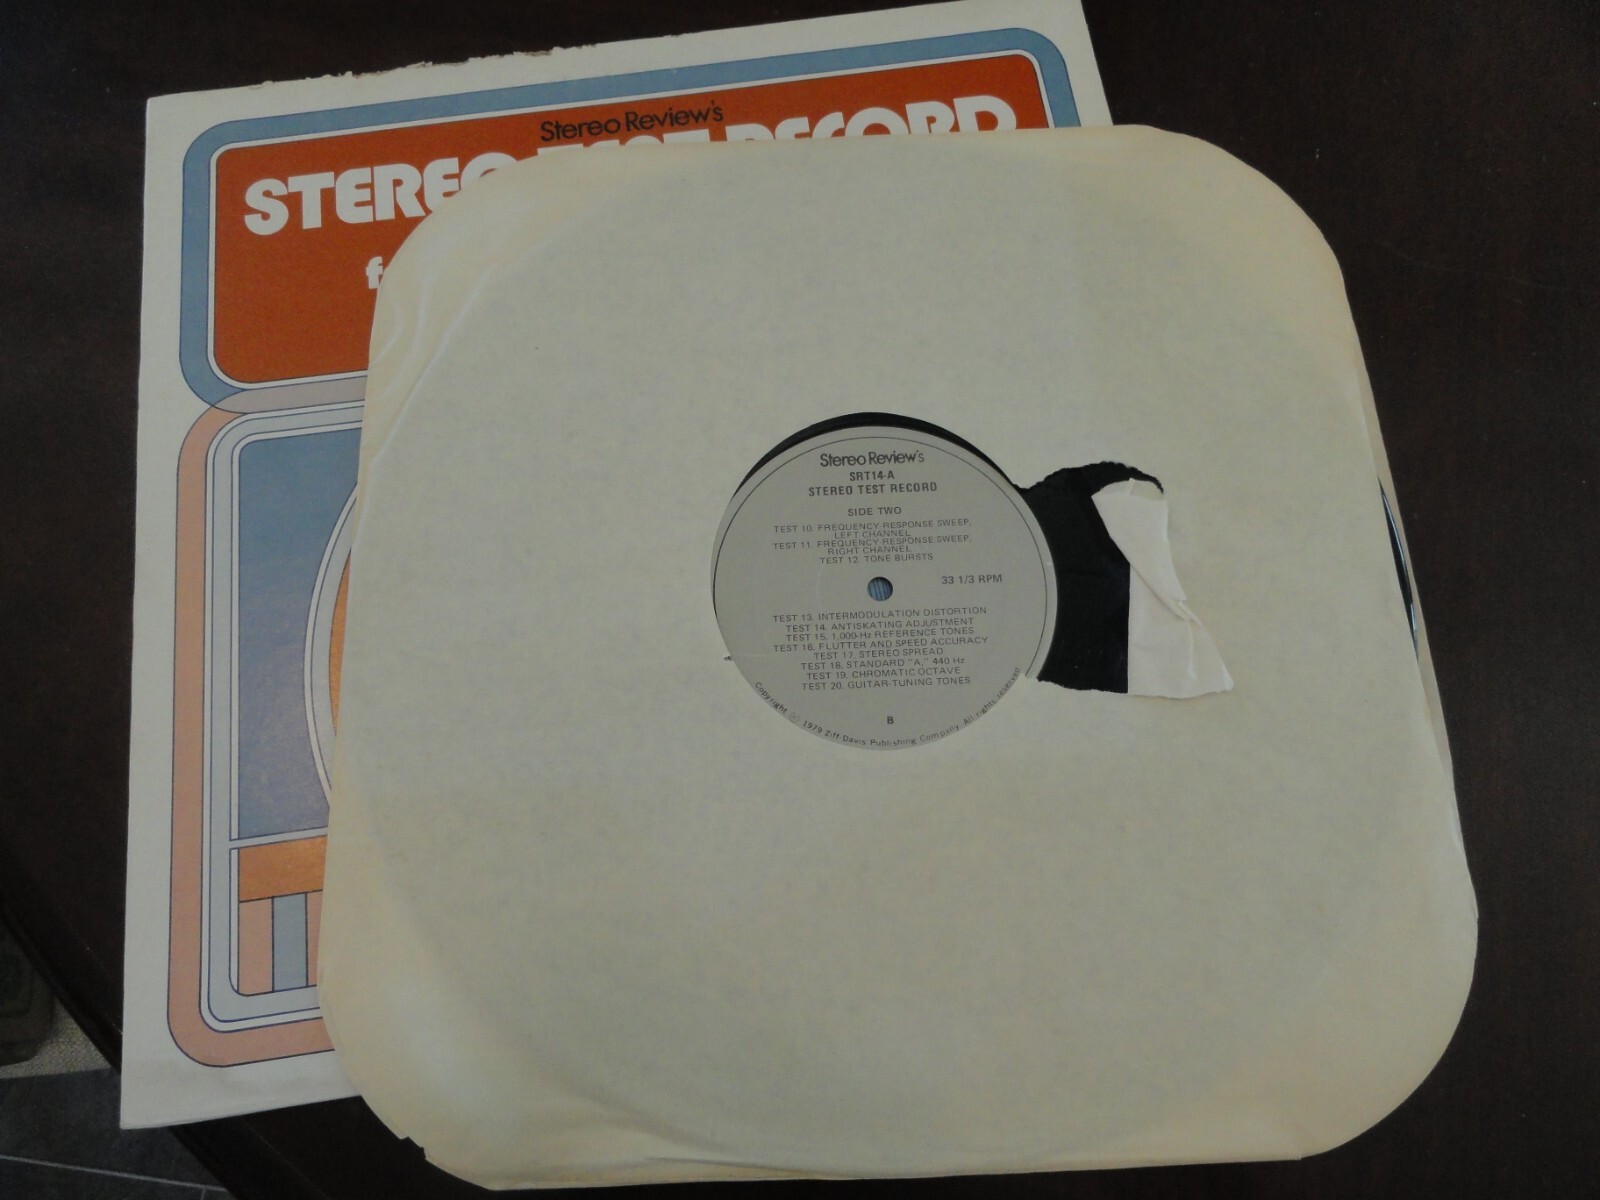 Stereo Review's
STEREO TEST RECORD
f
Stereo Review's
SRT14-A
STEREO TEST RECORD
SIDE TWO
TEST 10. FREQUENCY-RESPONSE SWEEP,
LEFT CHANNEL
TEST 11. FREQUENCY-RESPONSE SWEEP,
RIGHT CHANNEL
TEST 12. TONE BURSTS
33 1/3 RPM
TEST 13. INTERMODULATION DISTORTION
TEST 14. ANTISKATING ADJUSTMENT
TEST 15. 1,000-Hz REFERENCE TONES
TEST 16. FLUTTER AND SPEED ACCURACY
TEST 17. STEREO SPREAD
TEST 18. STANDARD "A," 440 Hz
TEST 19. CHROMATIC OCTAVE
TEST 20. GUITAR-TUNING TONES
B
Copyright © 1979 Ziff-Davis Publishing Company. All rights reserved